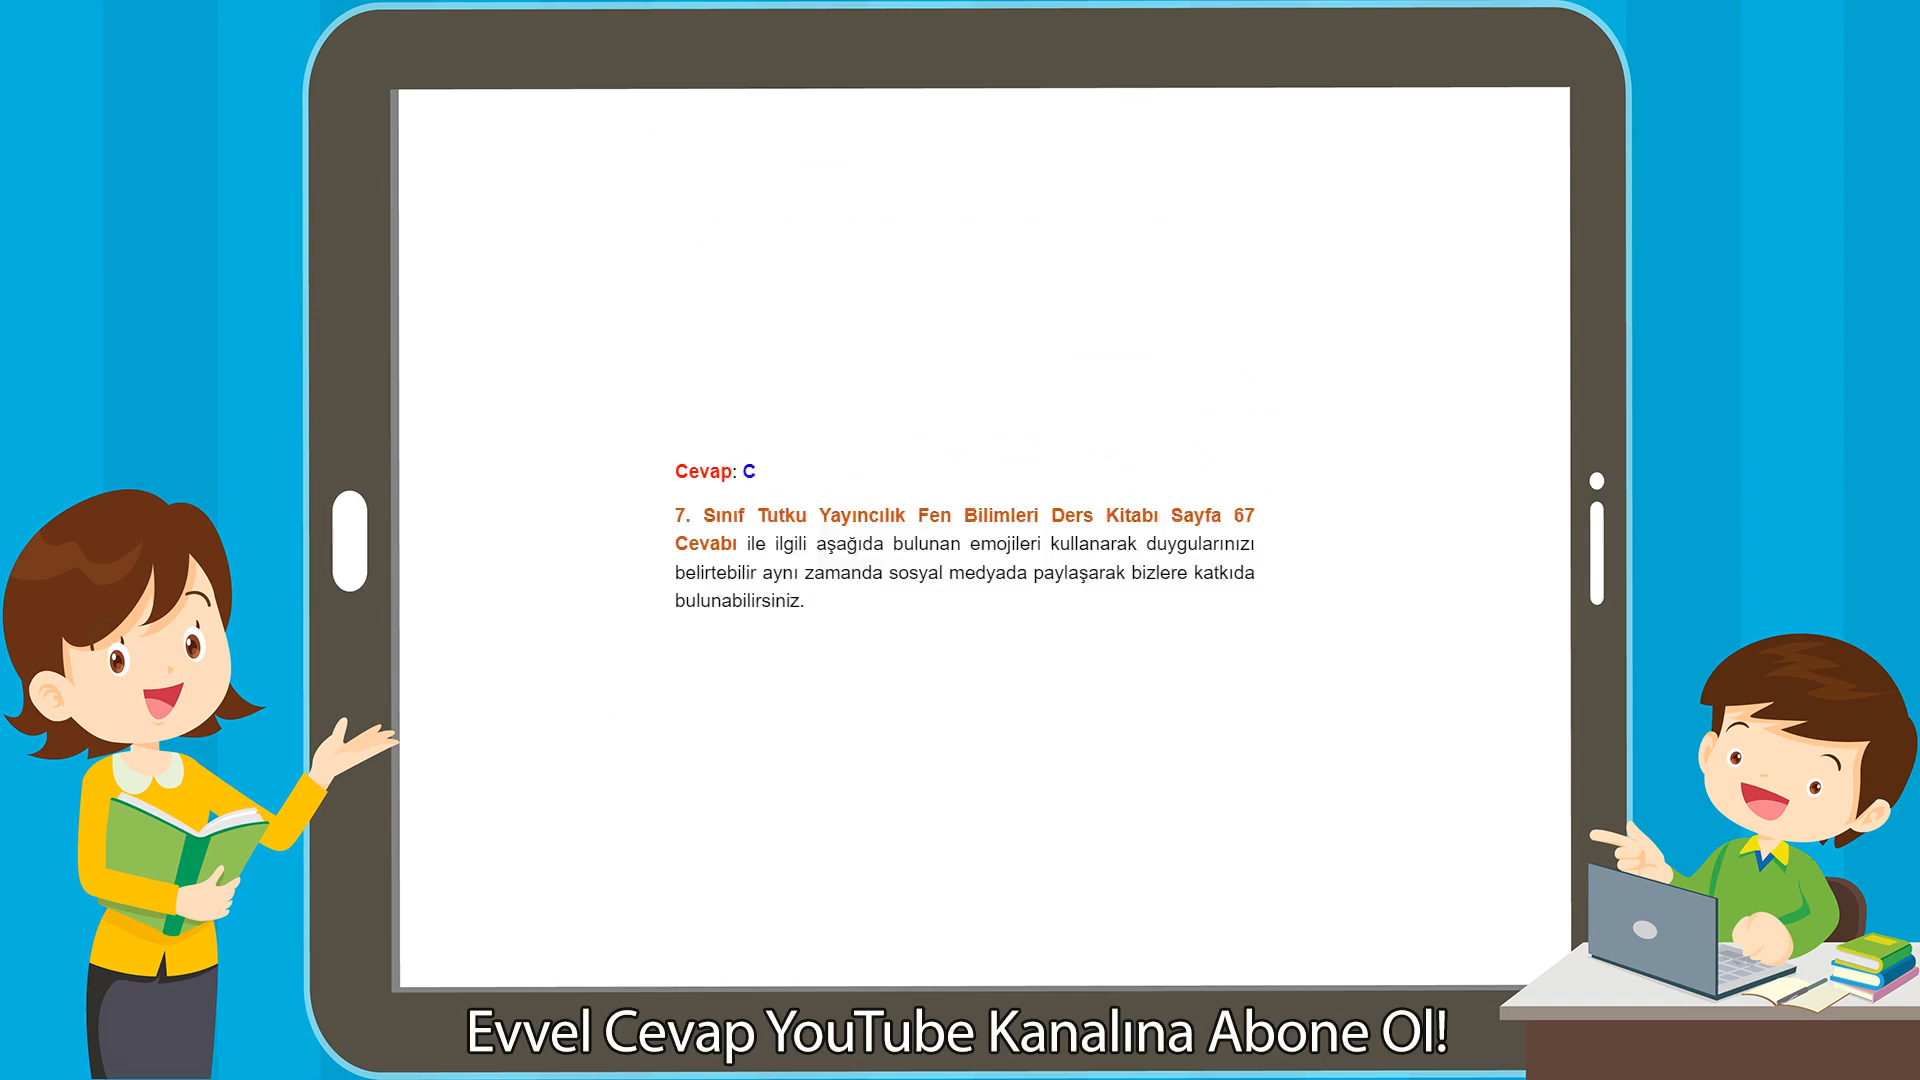 Cevap: C
7. Sınıf Tutku Yayıncılık Fen Bilimleri Ders Kitabı Sayfa 67
Cevabı ile ilgili aşağıda bulunan emojileri kullanarak duygularınızı
belirtebilir aynı zamanda sosyal medyada paylaşarak bizlere katkıda
bulunabilirsiniz.
Evvel Cevap YouTube Kanalına Abone Ol!